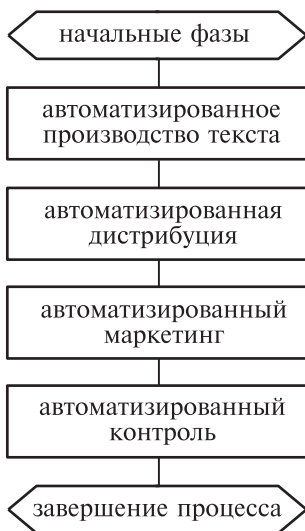 начальные фазы
автоматизированное
производство текста
автоматизированная
дистрибуция
автоматизированный
маркетинг
автоматизированный
контроль
завершение процесса